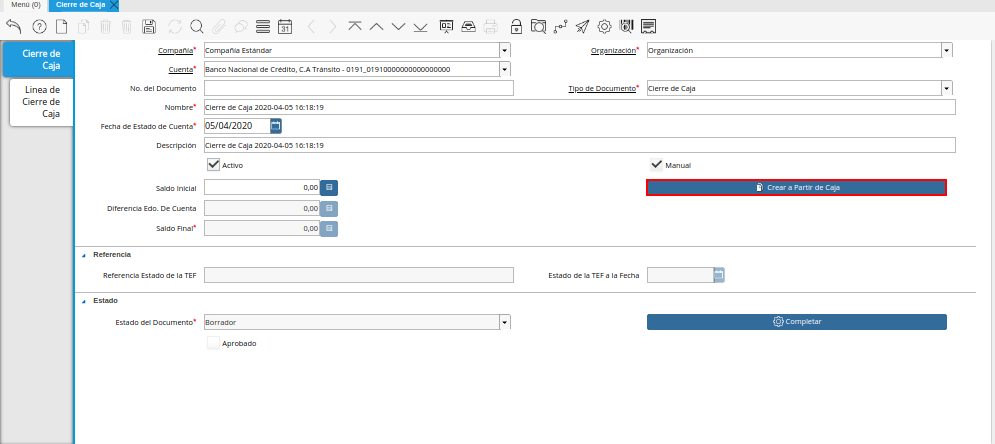 Menú (0) Cierre de Caja
31
Cierre de
Caja
Linea de
Cierre de
Caja
Compañía* Compañía Estándar Organización* Organización
Cuenta* Banco Nacional de Crédito, C.A Tránsito - 0191_01910000000000000000
No. del Documento Tipo de Documento* Cierre de Caja
Nombre* Cierre de Caja 2020-04-05 16:18:19
Fecha de Estado de Cuenta* 05/04/2020
Descripción Cierre de Caja 2020-04-05 16:18:19
Activo Manual
Saldo Inicial 0,00 Crear a Partir de Caja
Diferencia Edo. De Cuenta 0,00
Saldo Final* 0,00
Referencia
Referencia Estado de la TEF Estado de la TEF a la Fecha
Estado
Estado del Documento* Borrador Completar
Aprobado